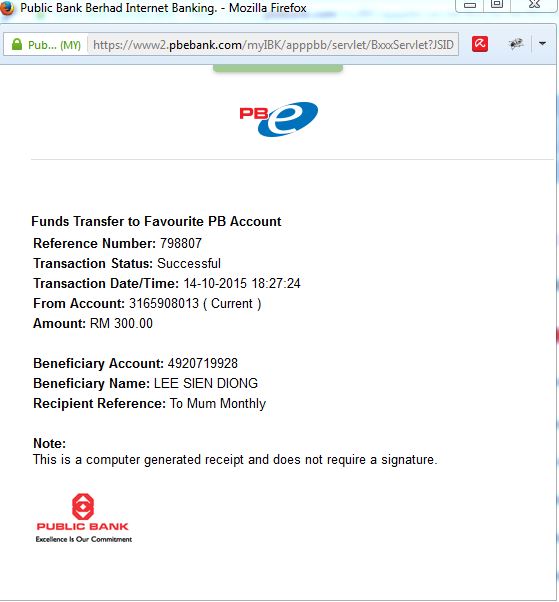 Public Bank Berhad Internet Banking. - Mozilla Firefox
Pub... (MY) https://www2.pbebank.com/myIBK/apppbb/servlet/BxxxServlet?JSID
PBe
Funds Transfer to Favourite PB Account
Reference Number: 798807
Transaction Status: Successful
Transaction Date/Time: 14-10-2015 18:27:24
From Account: 3165908013 ( Current )
Amount: RM 300.00
Beneficiary Account: 4920719928
Beneficiary Name: LEE SIEN DIONG
Recipient Reference: To Mum Monthly
Note:
This is a computer generated receipt and does not require a signature.
PUBLIC BANK
Excellence Is Our Commitment